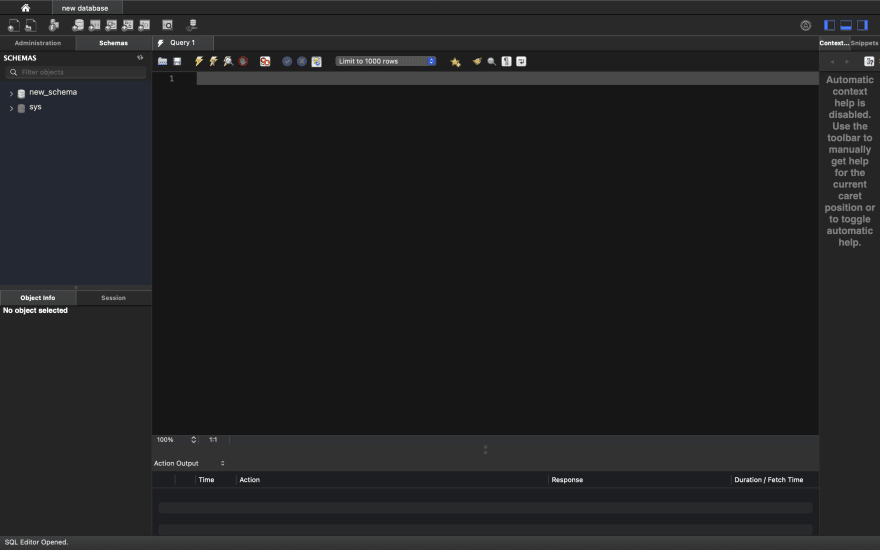 new database
Administration
Schemas
Query 1
Context...
Snippets
SCHEMAS
Filter objects
new_schema
sys
Limit to 1000 rows
1
Automatic
context
help is
disabled.
Use the
toolbar to
manually
get help
for the
current
caret
position or
to toggle
automatic
help.
Object Info
Session
No object selected
100%
1:1
Action Output
Time
Action
Response
Duration / Fetch Time
SQL Editor Opened.